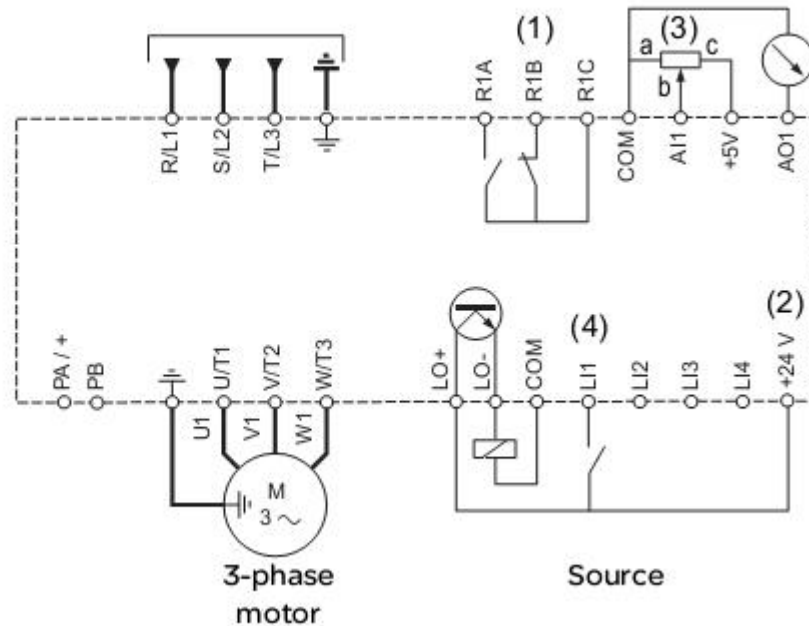 (1)
(3)
a
c
b
R1A
R1B
R1C
COM
AI1
+5V
AO1
R/L1
S/L2
T/L3
(2)
(4)
PA / +
PB
U/T1
V/T2
W/T3
LO+
LO-
COM
LI1
LI2
LI3
LI4
+24 V
U1
V1
W1
M
3 ~
3-phase
motor
Source